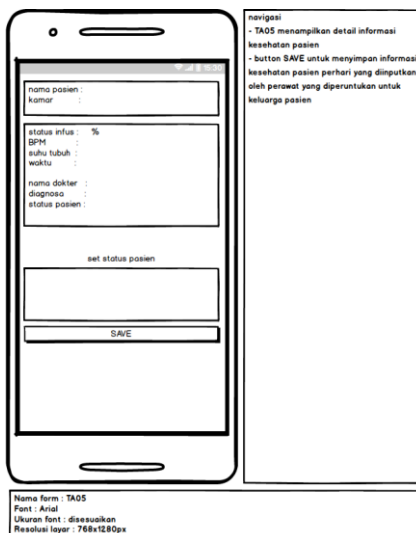 15:30
nama pasien :
kamar :
status infus : %
BPM :
suhu tubuh :
waktu :
nama dokter :
diagnosa :
status pasien :
set status pasien
SAVE
navigasi
- TA05 menampilkan detail informasi
kesehatan pasien
- button SAVE untuk menyimpan informasi
kesehatan pasien perhari yang diinputkan
oleh perawat yang diperuntukan untuk
keluarga pasien
Nama form : TA05
Font : Arial
Ukuran font : disesuaikan
Resolusi layar : 768x1280px